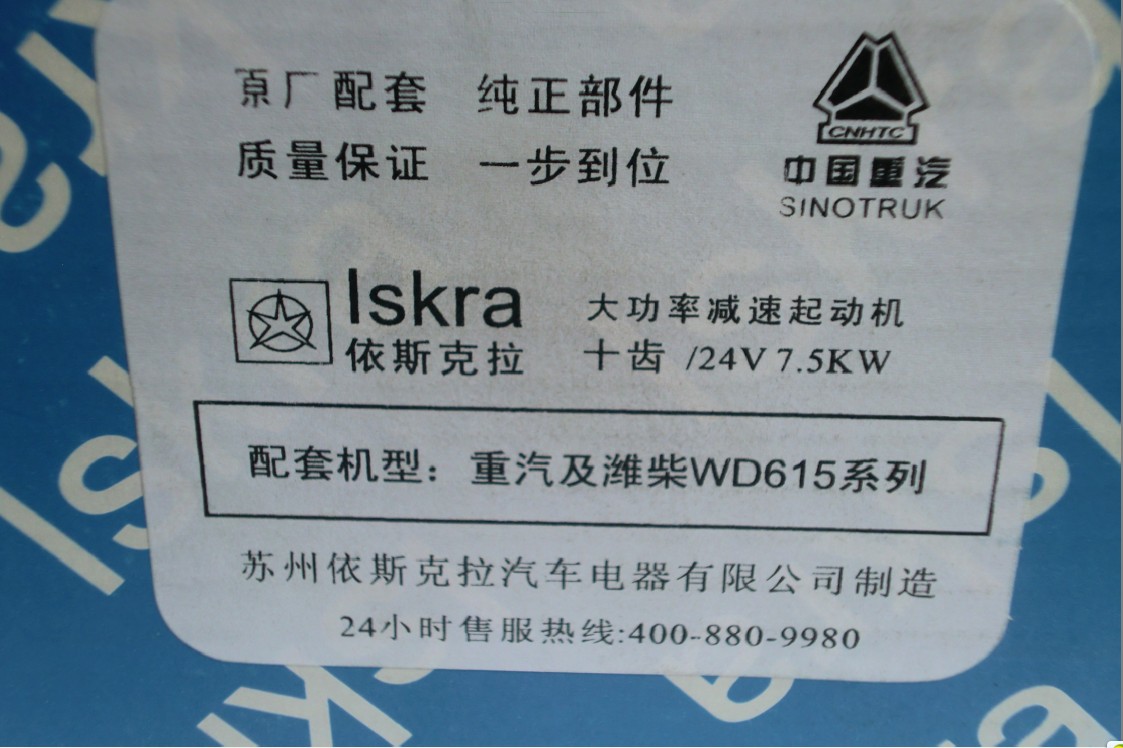 原厂配套 纯正部件
质量保证 一步到位
CNHTC
中国重汽
SINOTRUK
Iskra
依斯克拉
大功率减速起动机
十齿 /24V 7.5KW
配套机型：重汽及潍柴WD615系列
苏州依斯克拉汽车电器有限公司制造
24小时售服热线:400-880-9980